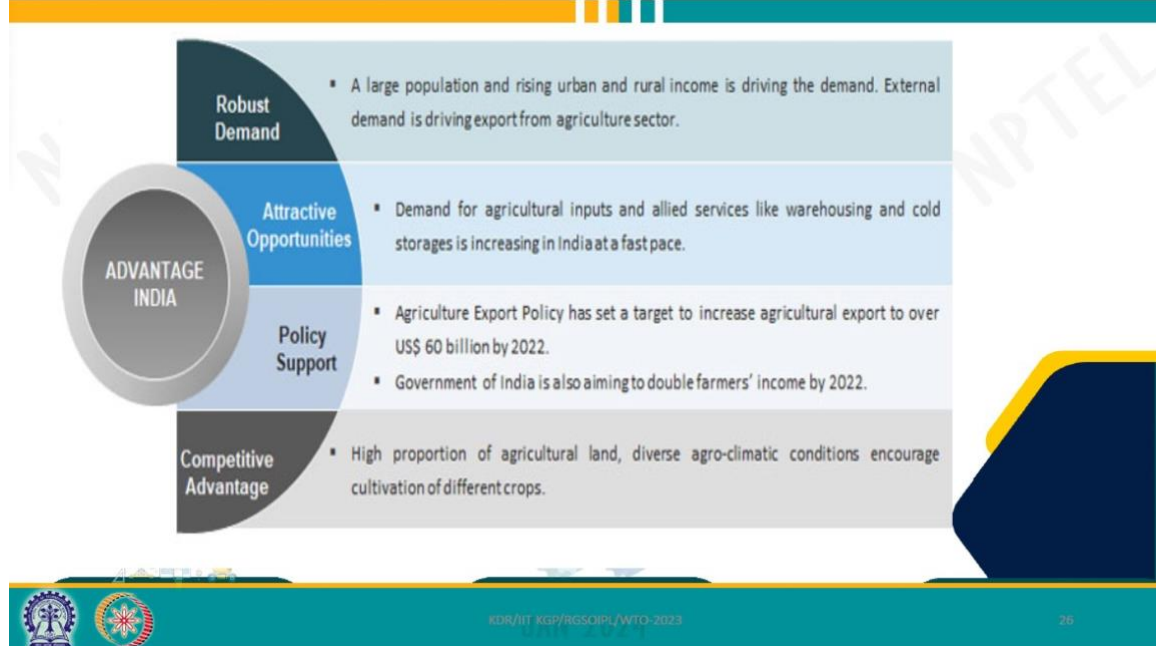 NPTEL
Robust
Demand
▪ A large population and rising urban and rural income is driving the demand. External
demand is driving export from agriculture sector.
ADVANTAGE
INDIA
Attractive
Opportunities
▪ Demand for agricultural inputs and allied services like warehousing and cold
storages is increasing in India at a fast pace.
Policy
Support
▪ Agriculture Export Policy has set a target to increase agricultural export to over
US$ 60 billion by 2022.
▪ Government of India is also aiming to double farmers' income by 2022.
Competitive
Advantage
▪ High proportion of agricultural land, diverse agro-climatic conditions encourage
cultivation of different crops.
KDR/IIT KGP/RGSOIPL/WTO-2023
JAN 2024
26